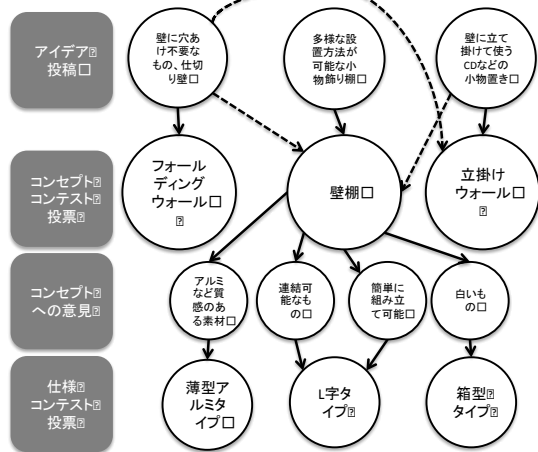 アイデア
投稿
壁に穴あ
け不要な
もの、仕切
り壁
多様な設
置方法が
可能な小
物飾り棚
壁に立て
掛けて使う
CDなどの
小物置き
コンセプト
コンテスト
投票
フォール
ディング
ウォール
壁棚
立掛け
ウォール
コンセプト
への意見
アルミ
など質
感のあ
る素材
連結可
能なも
の
簡単に
組み立
て可能
白いも
の
仕様
コンテスト
投票
薄型ア
ルミタ
イプ
L字タ
イプ
箱型
タイプ